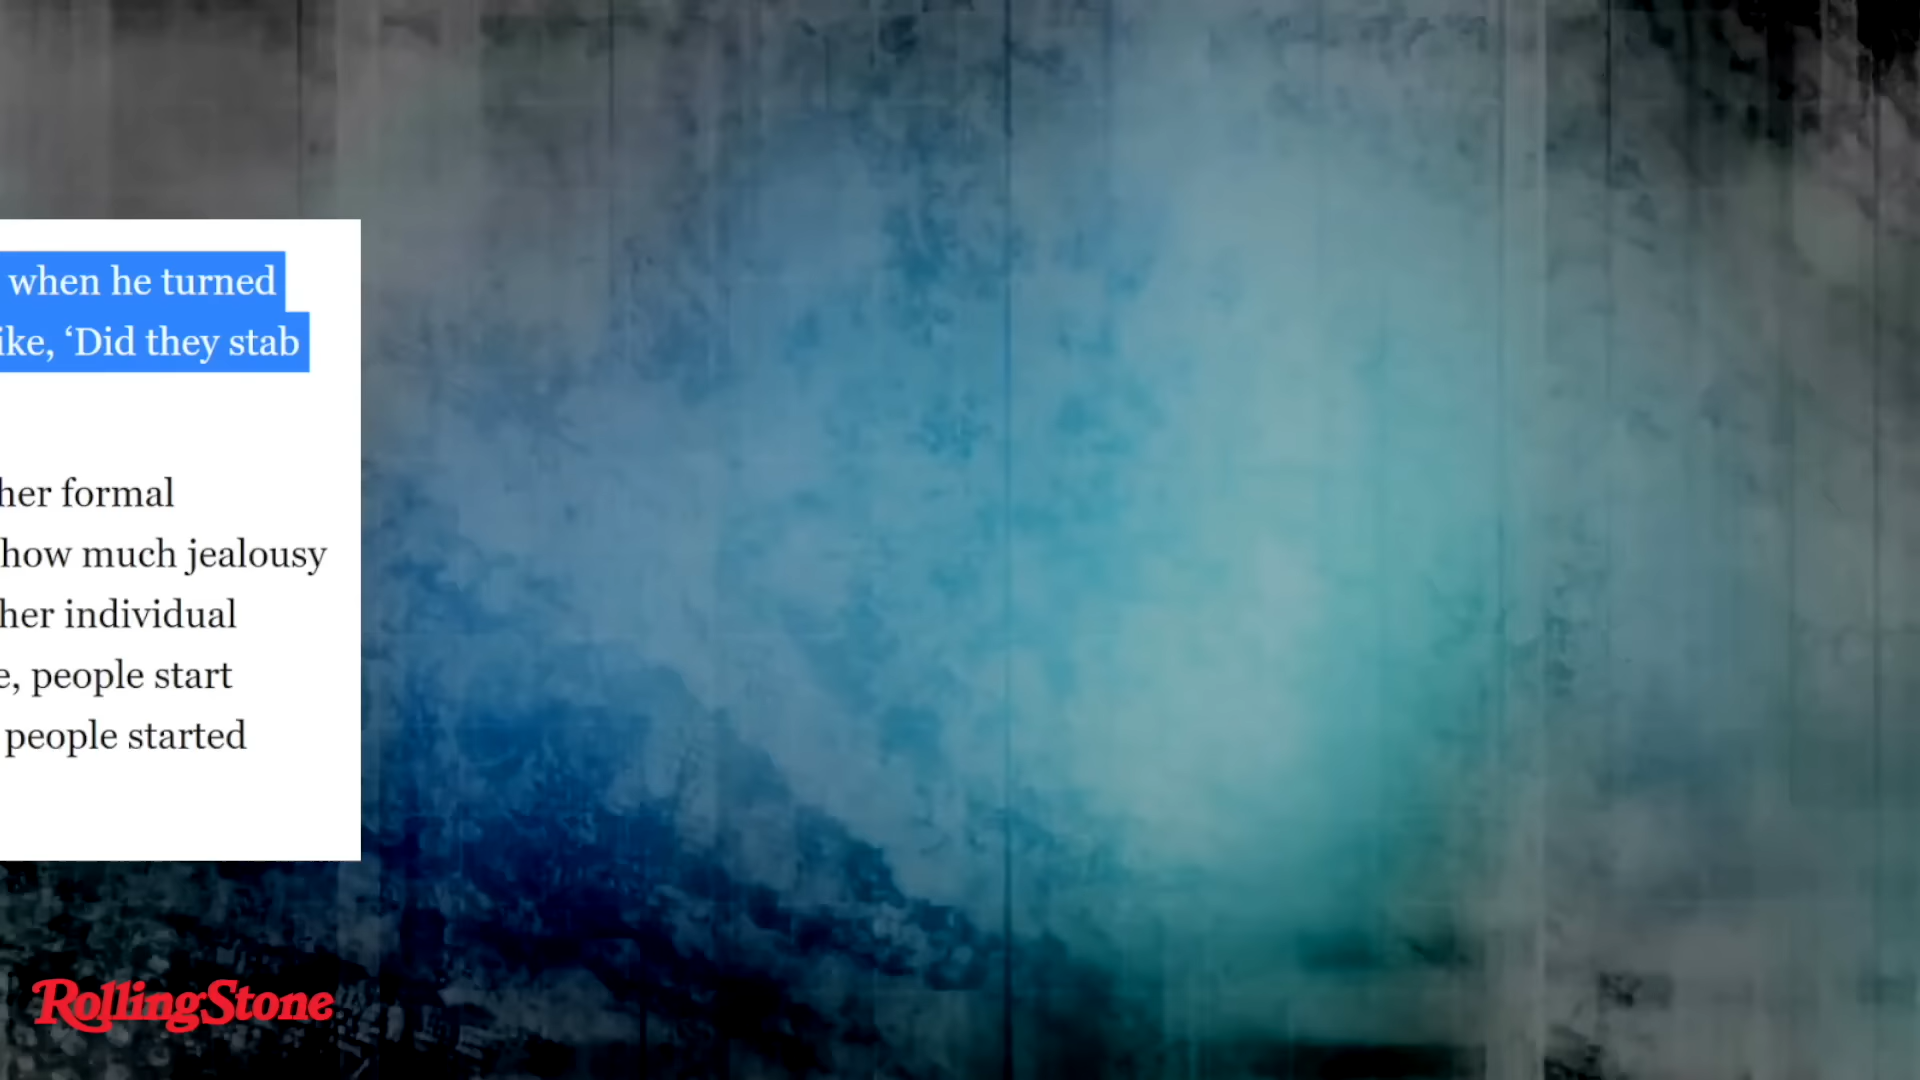 when he turned
ike, ‘Did they stab
her formal
how much jealousy
her individual
e, people start
people started
RollingStone